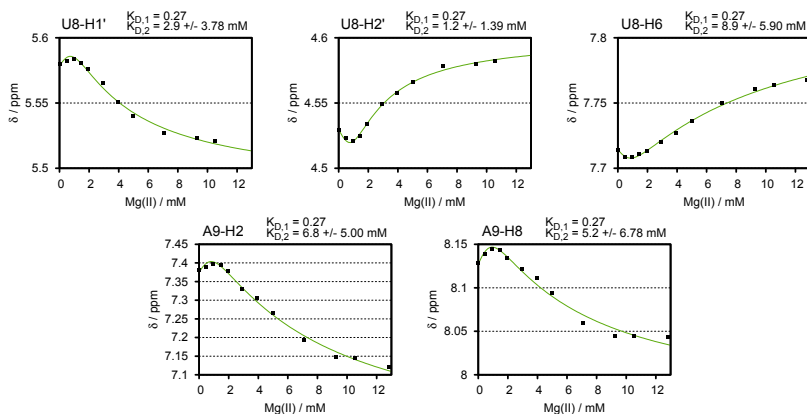 U8-H1' K_D,1 = 0.27
K_D,2 = 2.9 +/- 3.78 mM
5.6
5.55
5.5
δ / ppm
0 2 4 6 8 10 12
Mg(II) / mM
U8-H2' K_D,1 = 0.27
K_D,2 = 1.2 +/- 1.39 mM
4.6
4.55
4.5
δ / ppm
0 2 4 6 8 10 12
Mg(II) / mM
U8-H6 K_D,1 = 0.27
K_D,2 = 8.9 +/- 5.90 mM
7.8
7.75
7.7
δ / ppm
0 2 4 6 8 10 12
Mg(II) / mM
A9-H2 K_D,1 = 0.27
K_D,2 = 6.8 +/- 5.00 mM
7.45
7.4
7.35
7.3
7.25
7.2
7.15
7.1
δ / ppm
0 2 4 6 8 10 12
Mg(II) / mM
A9-H8 K_D,1 = 0.27
K_D,2 = 5.2 +/- 6.78 mM
8.15
8.1
8.05
8
δ / ppm
0 2 4 6 8 10 12
Mg(II) / mM